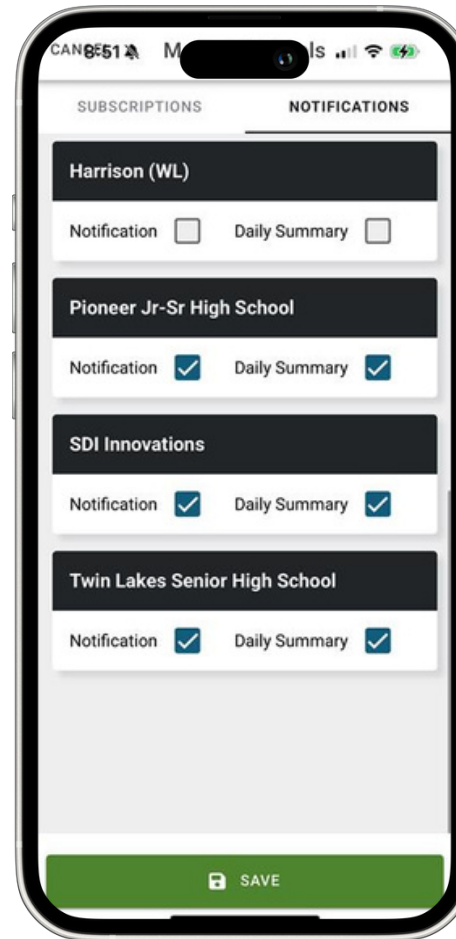 8:51
SUBSCRIPTIONS NOTIFICATIONS
Harrison (WL)
Notification Daily Summary
Pioneer Jr-Sr High School
Notification Daily Summary
SDI Innovations
Notification Daily Summary
Twin Lakes Senior High School
Notification Daily Summary
SAVE